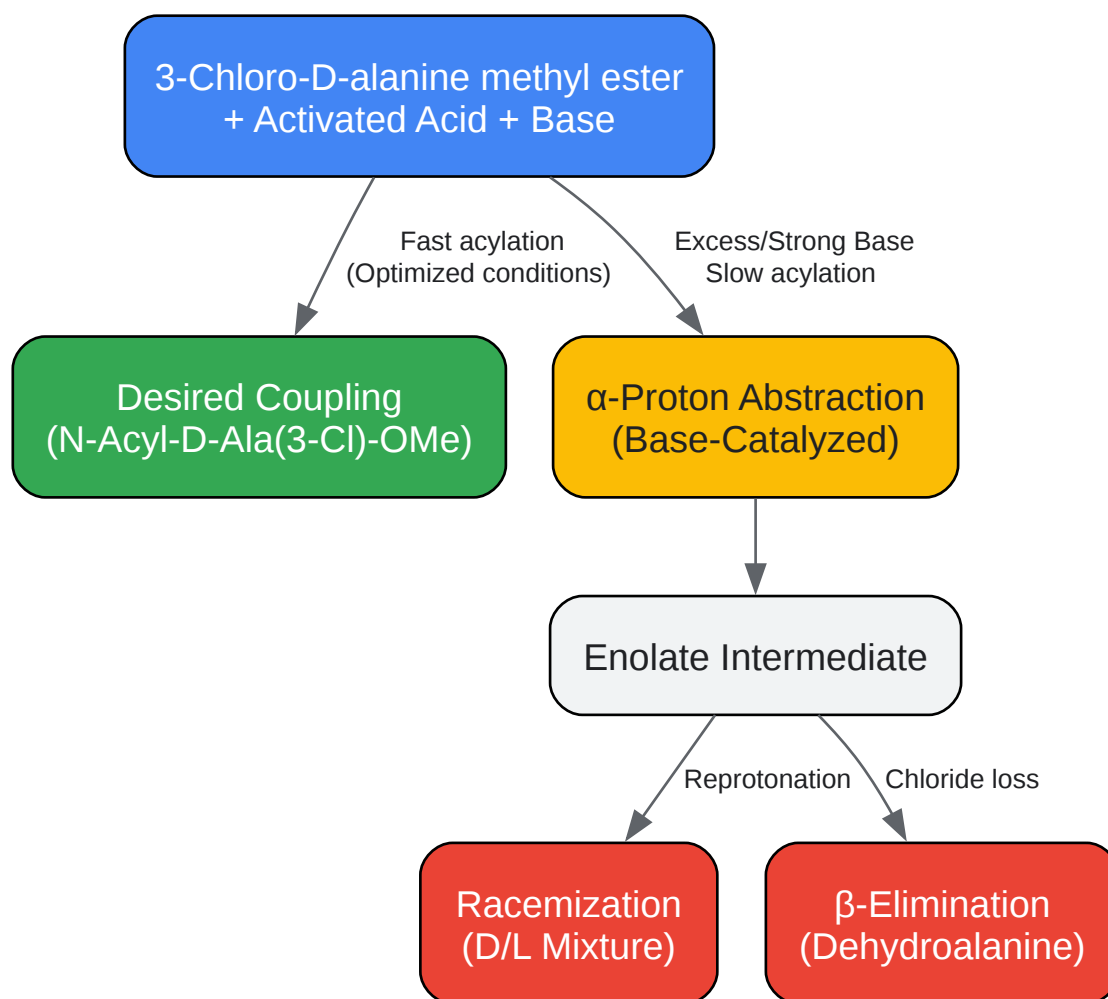 3-Chloro-D-alanine methyl ester
+ Activated Acid + Base
Fast acylation
(Optimized conditions)
Excess/Strong Base
Slow acylation
Desired Coupling
(N-Acyl-D-Ala(3-Cl)-OMe)
α-Proton Abstraction
(Base-Catalyzed)
Enolate Intermediate
Reprotonation
Chloride loss
Racemization
(D/L Mixture)
β-Elimination
(Dehydroalanine)